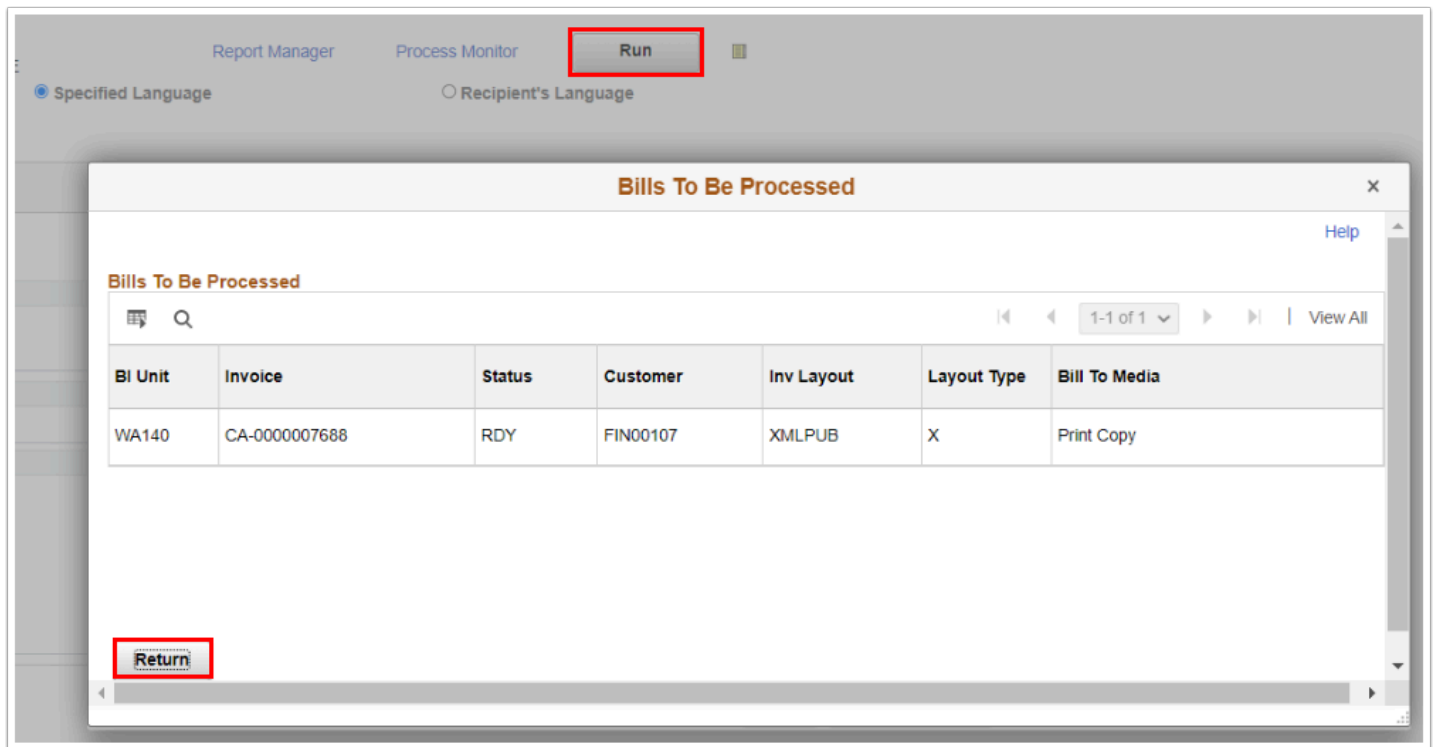 Report Manager Process Monitor Run
Specified Language Recipient's Language
Bills To Be Processed ×
Help
Bills To Be Processed
1-1 of 1 | View All
BI Unit Invoice Status Customer Inv Layout Layout Type Bill To Media
WA140 CA-0000007688 RDY FIN00107 XMLPUB X Print Copy
Return